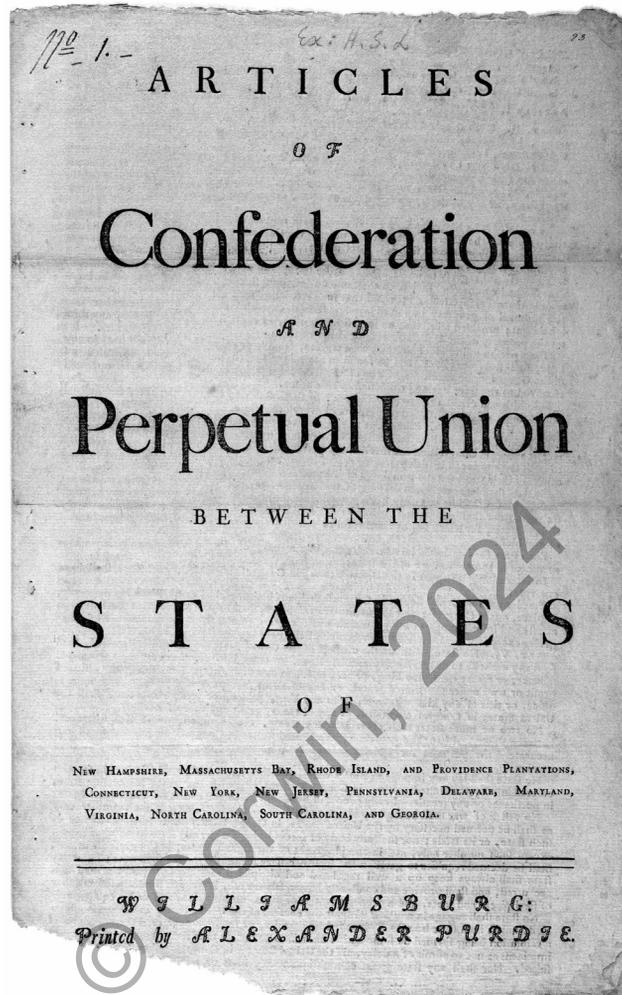 No. 1. -
Ex: H. S. L
93
ARTICLES
OF
Confederation
AND
Perpetual Union
BETWEEN THE
STATES
OF
New Hampshire, Massachusetts Bay, Rhode Island, and Providence Plantations,
Connecticut, New York, New Jersey, Pennsylvania, Delaware, Maryland,
Virginia, North Carolina, South Carolina, and Georgia.
WILLIAMSBURG:
Printed by ALEXANDER PURDIE.
© Corwin, 2024